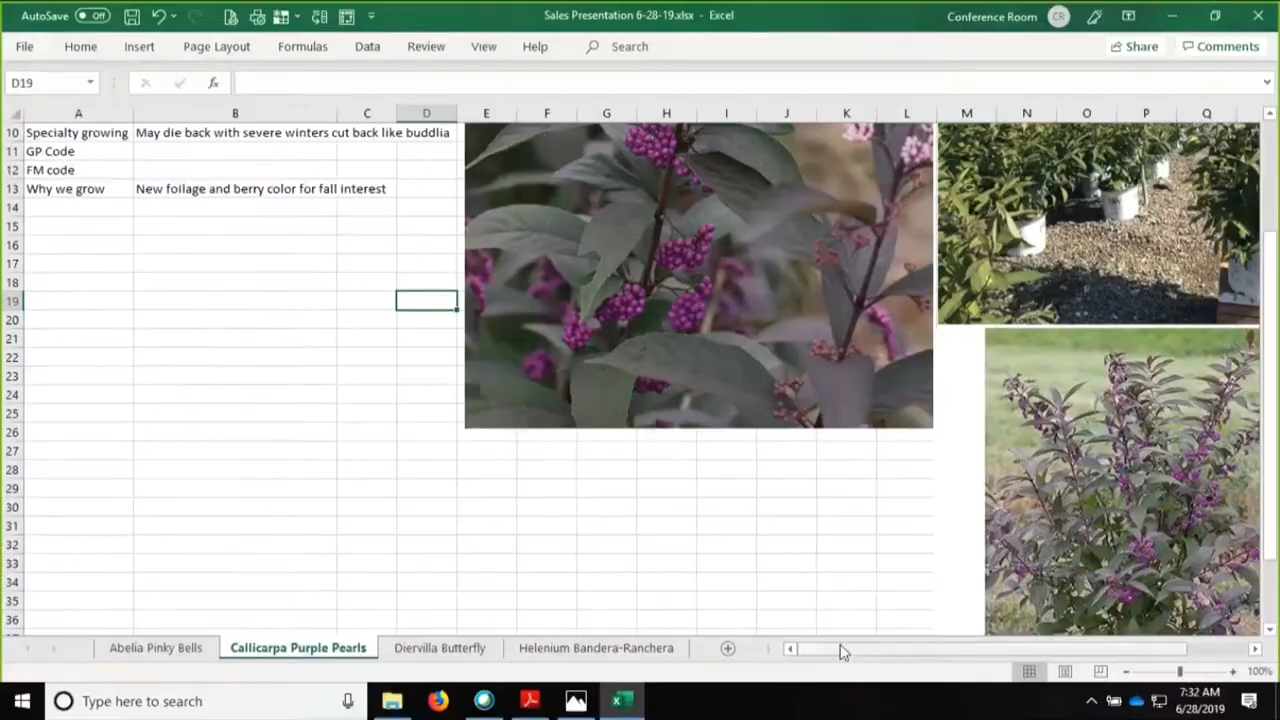 AutoSave Off
Sales Presentation 6-28-19.xlsx - Excel
Conference Room CR
File Home Insert Page Layout Formulas Data Review View Help Search Share Comments
D19
A B C D E F G H I J K L M N O P Q
10 Specialty growing May die back with severe winters cut back like buddlia
11 GP Code
12 FM code
13 Why we grow New foilage and berry color for fall interest
14
15
16
17
18
19
20
21
22
23
24
25
26
27
28
29
30
31
32
33
34
35
36
Abelia Pinky Bells Callicarpa Purple Pearls Diervilla Butterfly Helenium Bandera-Ranchera
100%
Type here to search
7:32 AM
6/28/2019